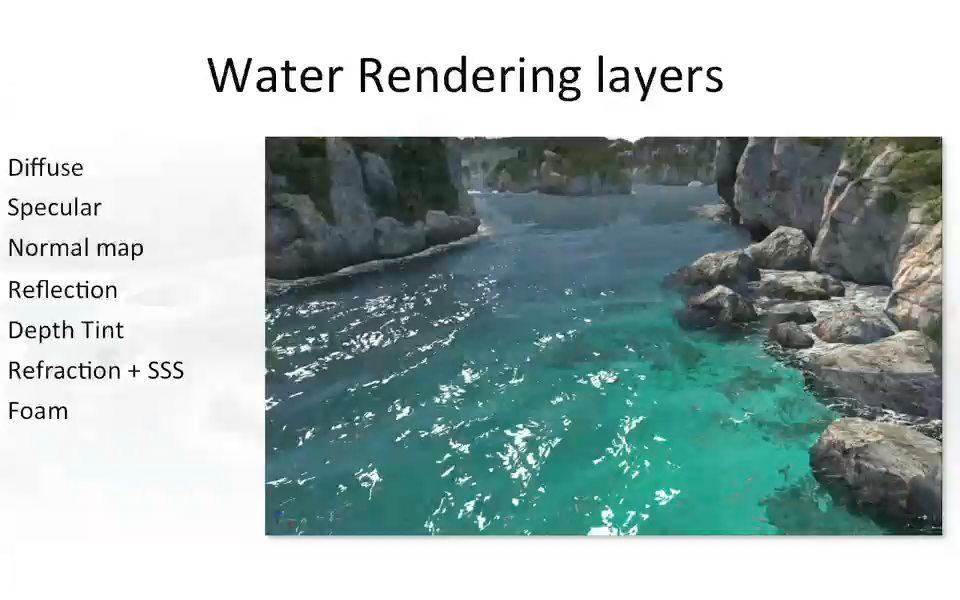 Water Rendering layers
Diffuse
Specular
Normal map
Reflection
Depth Tint
Refraction + SSS
Foam